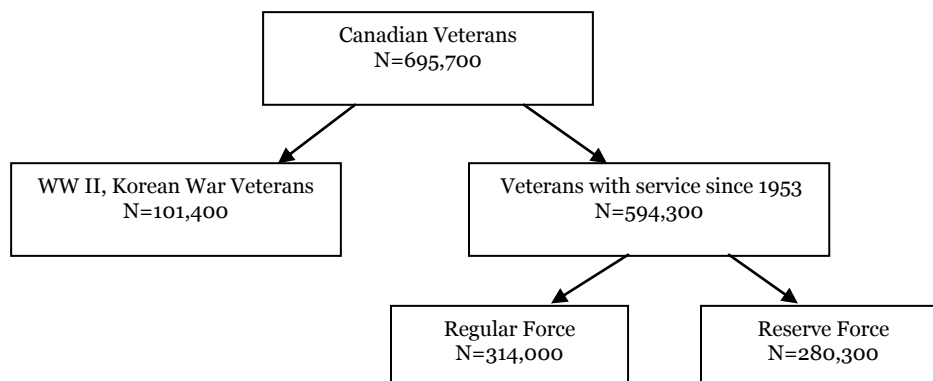 Canadian Veterans
N=695,700
WW II, Korean War Veterans
N=101,400
Veterans with service since 1953
N=594,300
Regular Force
N=314,000
Reserve Force
N=280,300